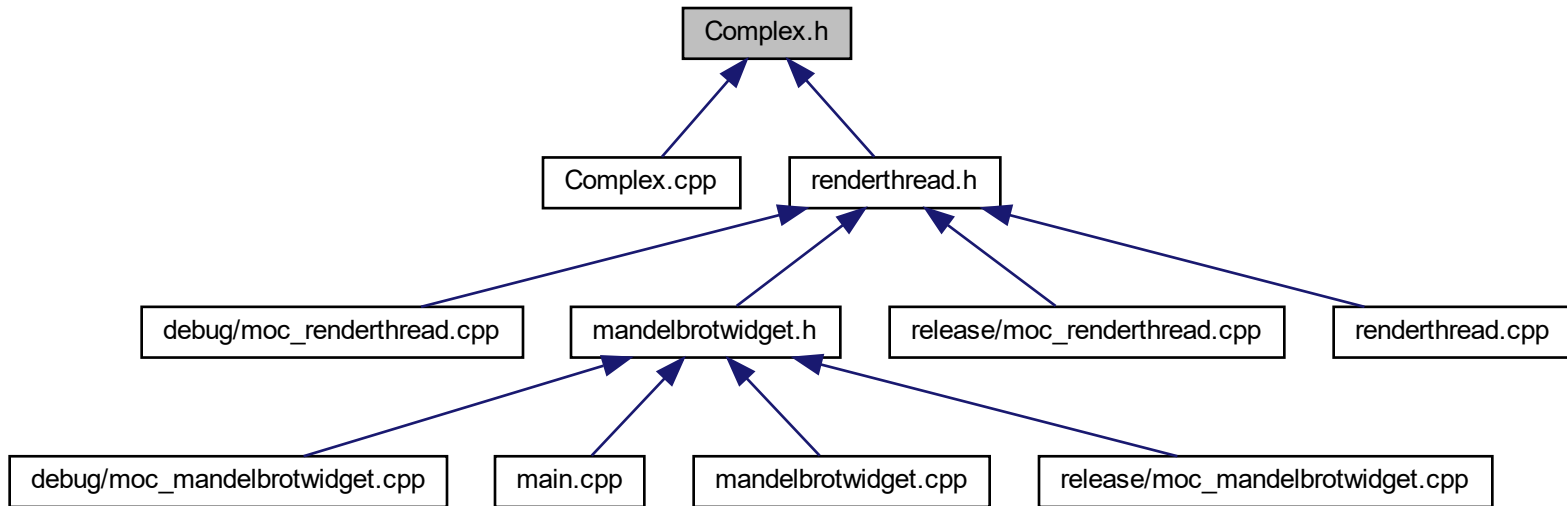 Complex.h
Complex.cpp
renderthread.h
debug/moc_renderthread.cpp
mandelbrotwidget.h
release/moc_renderthread.cpp
renderthread.cpp
debug/moc_mandelbrotwidget.cpp
main.cpp
mandelbrotwidget.cpp
release/moc_mandelbrotwidget.cpp